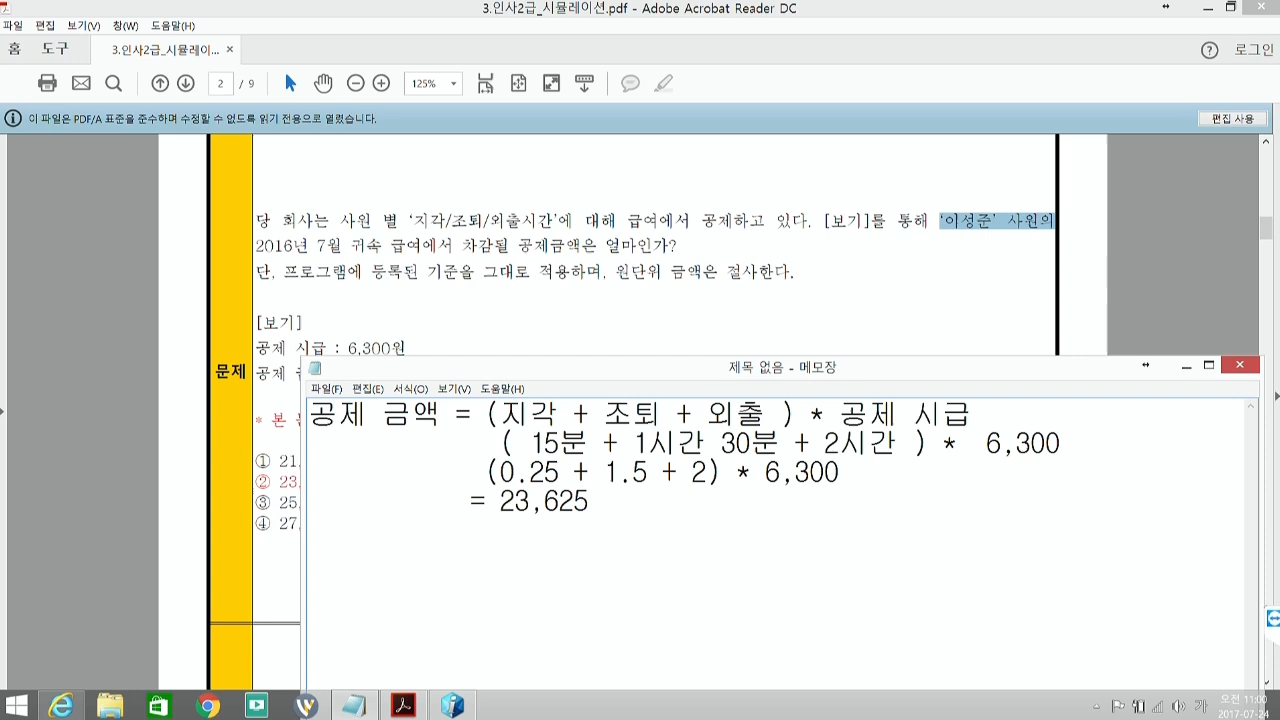 3.인사2급_시뮬레이션.pdf - Adobe Acrobat Reader DC
파일 편집 보기(V) 창(W) 도움말(H)
홈 도구 3.인사2급_시뮬레이... × 로그인
2 / 9 125%
이 파일은 PDF/A 표준을 준수하며 수정할 수 없도록 읽기 전용으로 열렸습니다. 편집 사용
당 회사는 사원 별 ‘지각/조퇴/외출시간’에 대해 급여에서 공제하고 있다. [보기]를 통해 ‘이성준’ 사원의
2016년 7월 귀속 급여에서 차감될 공제금액은 얼마인가?
단, 프로그램에 등록된 기준을 그대로 적용하며, 원단위 금액은 절사한다.
[보기]
공제 시급 : 6,300원
문제
공제
* 본
① 21,
② 23,
③ 25,
④ 27,
제목 없음 - 메모장
파일(F) 편집(E) 서식(O) 보기(V) 도움말(H)
공제 금액 = (지각 + 조퇴 + 외출 ) * 공제 시급
( 15분 + 1시간 30분 + 2시간 ) * 6,300
(0.25 + 1.5 + 2) * 6,300
= 23,625
오전 11:00
2017-07-24